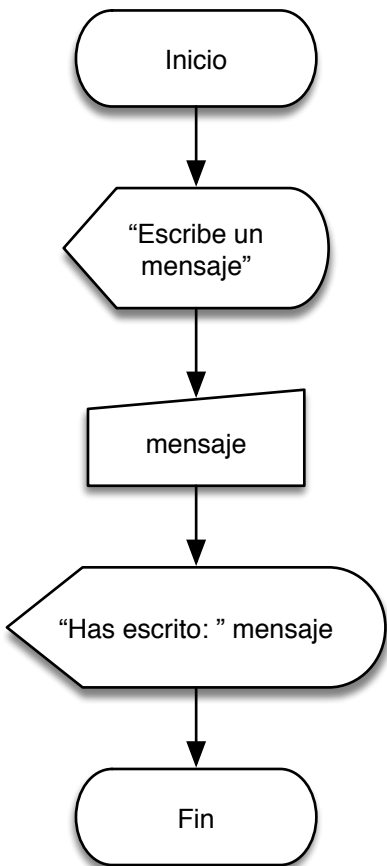 Inicio
“Escribe un
mensaje”
mensaje
“Has escrito: ” mensaje
Fin